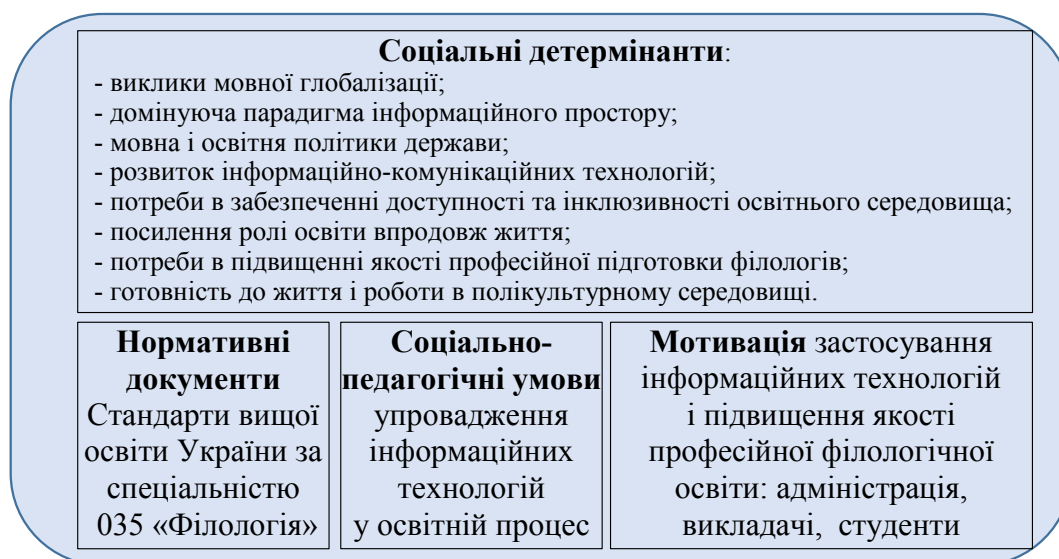 Соціальні детермінанти:
- виклики мовної глобалізації;
- домінуюча парадигма інформаційного простору;
- мовна і освітня політики держави;
- розвиток інформаційно-комунікаційних технологій;
- потреби в забезпеченні доступності та інклюзивності освітнього середовища;
- посилення ролі освіти впродовж життя;
- потреби в підвищенні якості професійної підготовки філологів;
- готовність до життя і роботи в полікультурному середовищі.
Нормативні
документи
Стандарти вищої
освіти України за
спеціальністю
035 «Філологія»
Соціально-
педагогічні умови
упровадження
інформаційних
технологій
у освітній процес
Мотивація застосування
інформаційних технологій
і підвищення якості
професійної філологічної
освіти: адміністрація,
викладачі, студенти